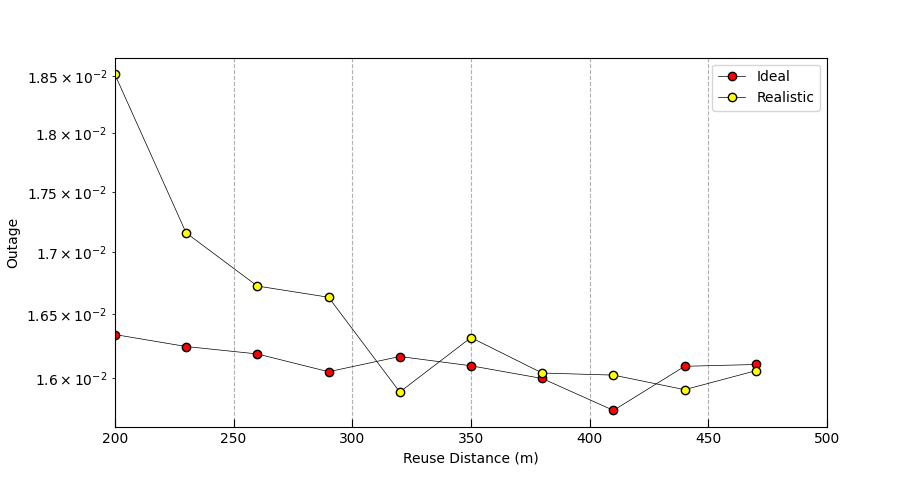 Ideal
Realistic
1.85 × 10⁻²
1.8 × 10⁻²
1.75 × 10⁻²
1.7 × 10⁻²
1.65 × 10⁻²
1.6 × 10⁻²
Outage
200 250 300 350 400 450 500
Reuse Distance (m)